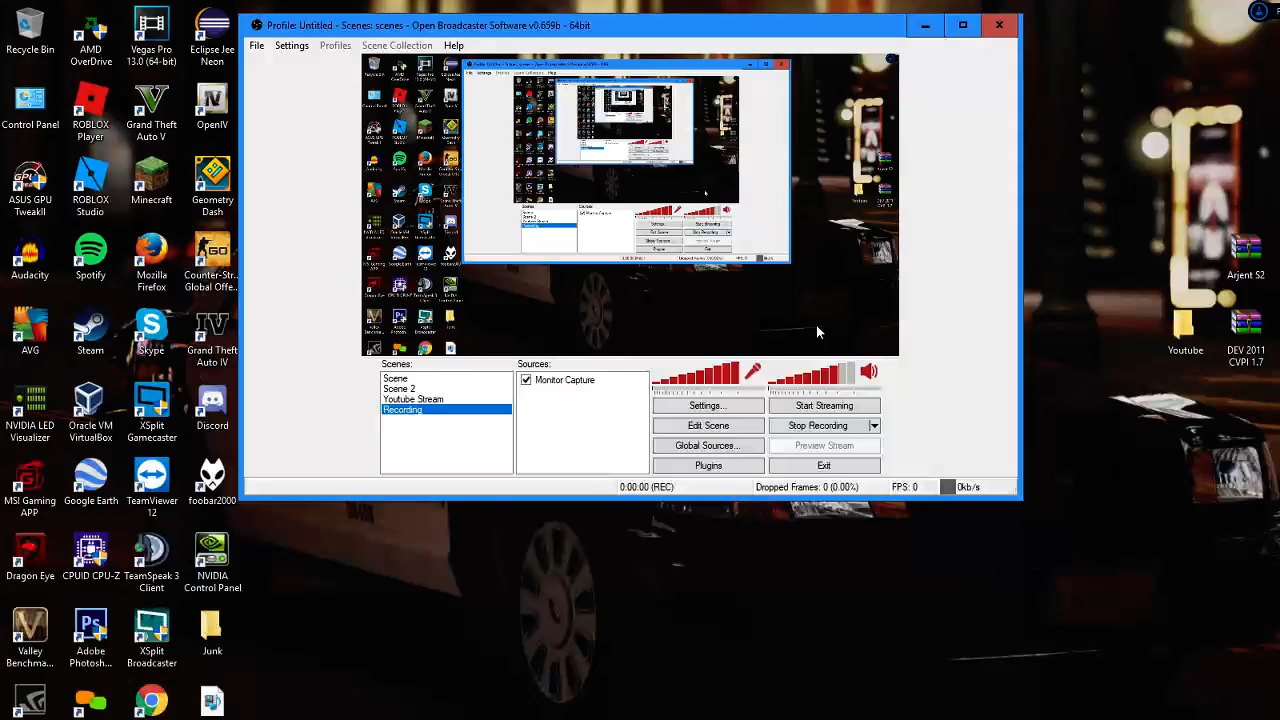 Profile: Untitled - Scenes: scenes - Open Broadcaster Software v0.659b - 64bit
File Settings Profiles Scene Collection Help
Recycle Bin
AMD OverDrive
Vegas Pro 13.0 (64-bit)
Eclipse Jee Neon
Control Panel
ROBLOX Player
Grand Theft Auto V
OpenIV
ASUS GPU TweakII
ROBLOX Studio
Minecraft
Geometry Dash
Audacity
Spotify
Mozilla Firefox
Counter-Str... Global Offe...
AVG
Steam
Skype
Grand Theft Auto IV
NVIDIA LED Visualizer
Oracle VM VirtualBox
XSplit Gamecaster
Discord
MSI Gaming APP
Google Earth
TeamViewer 12
foobar2000
Dragon Eye
CPUID CPU-Z
TeamSpeak 3 Client
NVIDIA Control Panel
Valley Benchma...
Adobe Photosh...
XSplit Broadcaster
Junk
Arjent S2
Youtube
DEV 2011 CVPI 1.7
Scenes:
Scene
Scene 2
Youtube Stream
Recording
Sources:
Monitor Capture
Settings...
Start Streaming
Edit Scene
Stop Recording
Global Sources...
Preview Stream
Plugins
Exit
0:00:00 (REC)
Dropped Frames: 0 (0.00%)
FPS: 0
0kb/s